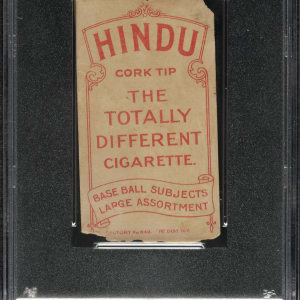 HINDU
CORK TIP
THE
TOTALLY
DIFFERENT
CIGARETTE.
BASE BALL SUBJECTS
LARGE ASSORTMENT